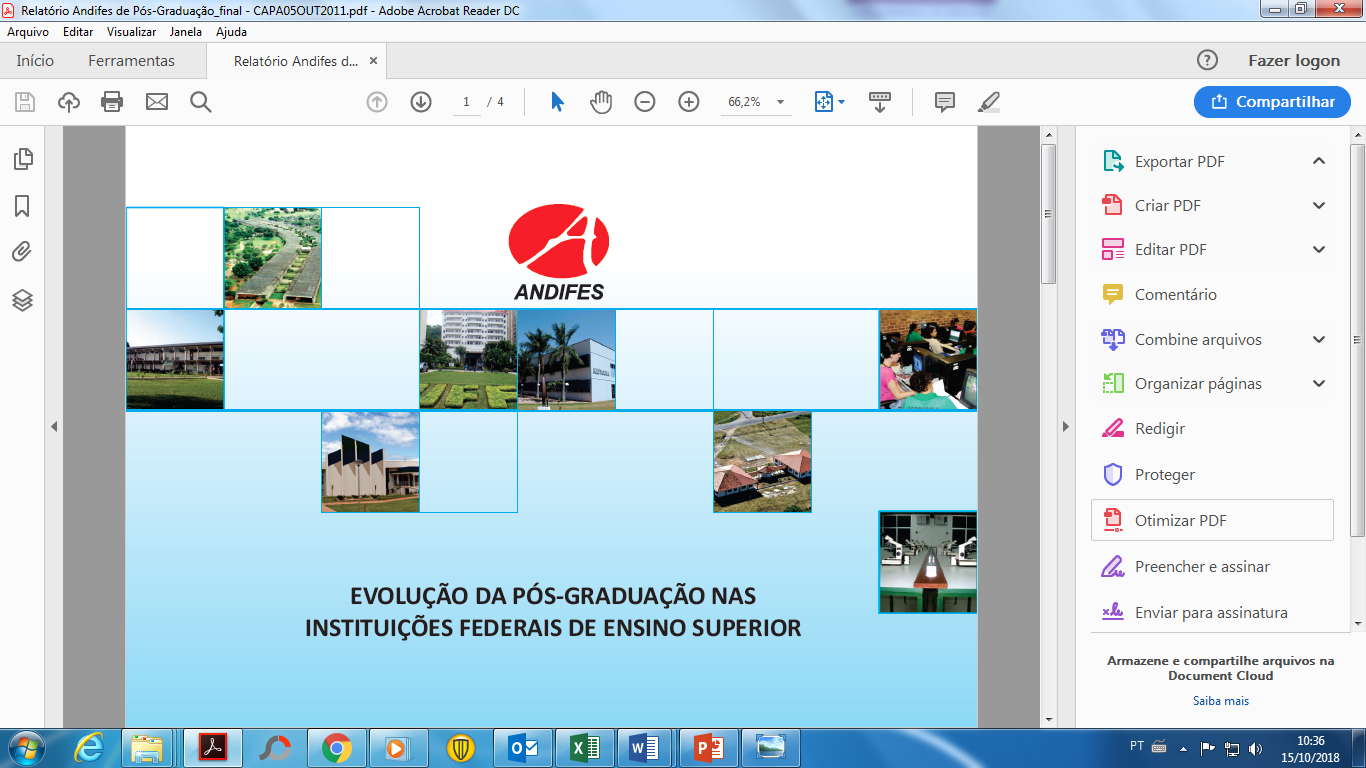 Relatório Andifes de Pós-Graduação_final - CAPA05OUT2011.pdf - Adobe Acrobat Reader DC
Arquivo Editar Visualizar Janela Ajuda
Início Ferramentas Relatório Andifes d... × Fazer logon
1 / 4 66,2% Compartilhar
ANDIFES
EVOLUÇÃO DA PÓS-GRADUAÇÃO NAS
INSTITUIÇÕES FEDERAIS DE ENSINO SUPERIOR
Exportar PDF
Criar PDF
Editar PDF
Comentário
Combine arquivos
Organizar páginas
Redigir
Proteger
Otimizar PDF
Preencher e assinar
Enviar para assinatura
Armazene e compartilhe arquivos na
Document Cloud
Saiba mais
PT
10:36
15/10/2018